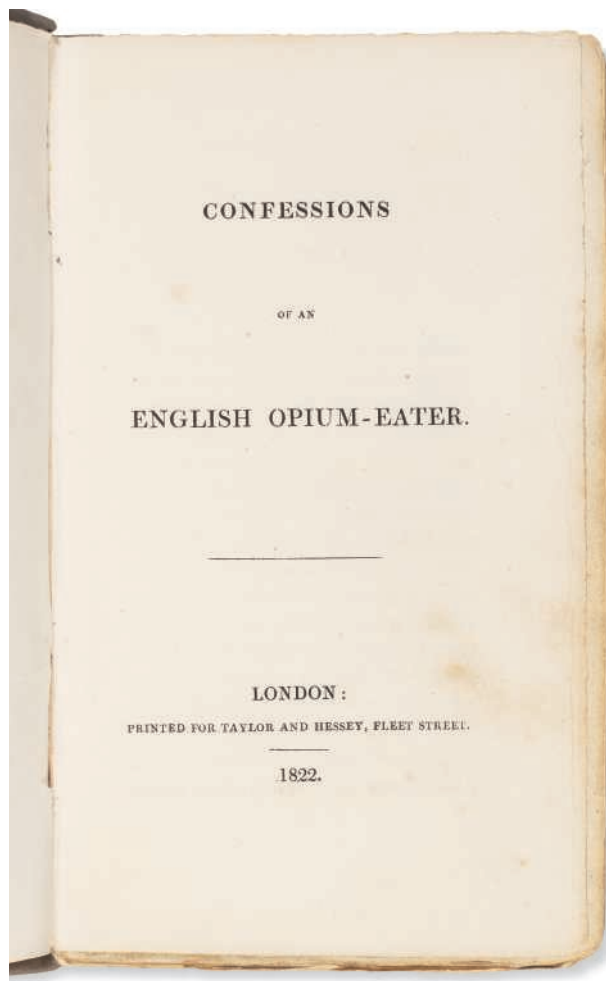 CONFESSIONS
OF AN
ENGLISH OPIUM-EATER.
LONDON:
PRINTED FOR TAYLOR AND HESSEY, FLEET STREET.
1822.